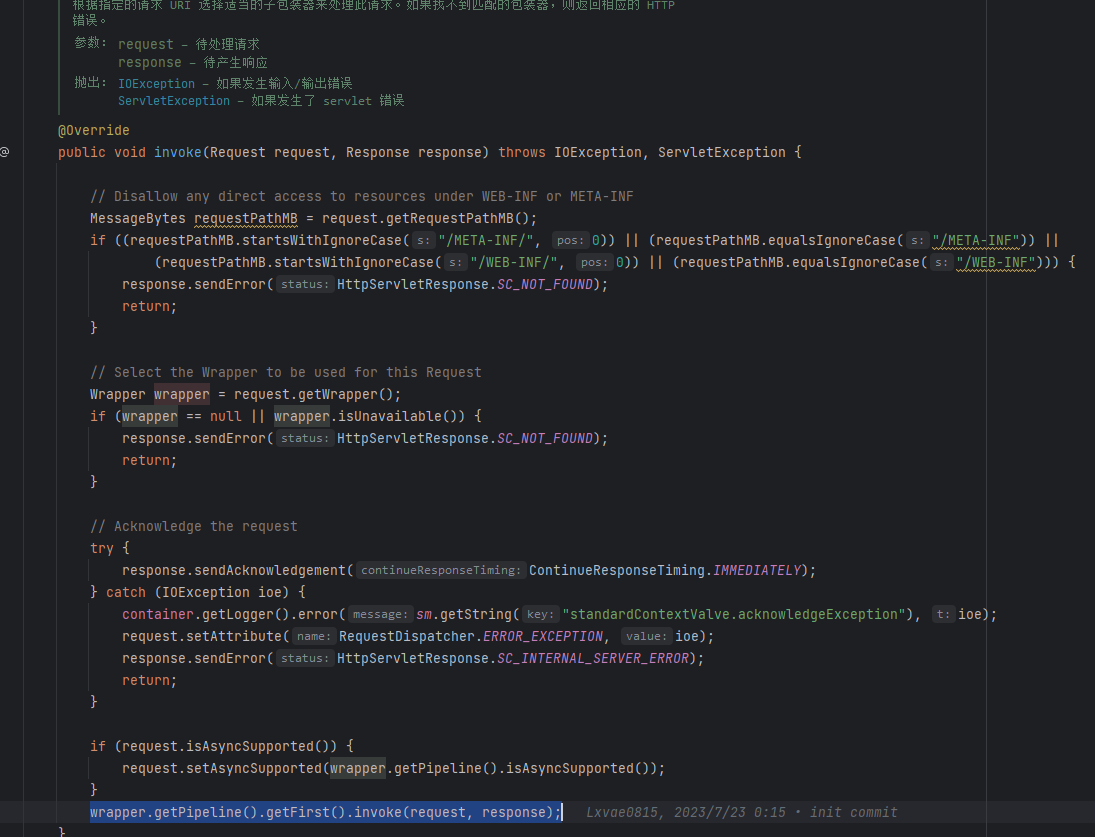 根据指定的请求 URI 选择适当的子包装器来处理此请求。如果找不到匹配的包装器，则返回相应的 HTTP
错误。
参数: request – 待处理请求
response – 待产生响应
抛出: IOException – 如果发生输入/输出错误
ServletException – 如果发生了 servlet 错误
@Override
public void invoke(Request request, Response response) throws IOException, ServletException {
// Disallow any direct access to resources under WEB-INF or META-INF
MessageBytes requestPathMB = request.getRequestPathMB();
if ((requestPathMB.startsWithIgnoreCase( s: "/META-INF/", pos: 0)) || (requestPathMB.equalsIgnoreCase( s: "/META-INF")) ||
(requestPathMB.startsWithIgnoreCase( s: "/WEB-INF/", pos: 0)) || (requestPathMB.equalsIgnoreCase( s: "/WEB-INF"))) {
response.sendError( status: HttpServletResponse.SC_NOT_FOUND);
return;
}
// Select the Wrapper to be used for this Request
Wrapper wrapper = request.getWrapper();
if (wrapper == null || wrapper.isUnavailable()) {
response.sendError( status: HttpServletResponse.SC_NOT_FOUND);
return;
}
// Acknowledge the request
try {
response.sendAcknowledgement( continueResponseTiming: ContinueResponseTiming.IMMEDIATELY);
@ } catch (IOException ioe) {
container.getLogger().error( message: sm.getString( key: "standardContextValve.acknowledgeException"), t: ioe);
request.setAttribute( name: RequestDispatcher.ERROR_EXCEPTION, value: ioe);
response.sendError( status: HttpServletResponse.SC_INTERNAL_SERVER_ERROR);
return;
}
if (request.isAsyncSupported()) {
request.setAsyncSupported(wrapper.getPipeline().isAsyncSupported());
}
wrapper.getPipeline().getFirst().invoke(request, response); Lxvae0815, 2023/7/23 0:15 • init commit
}